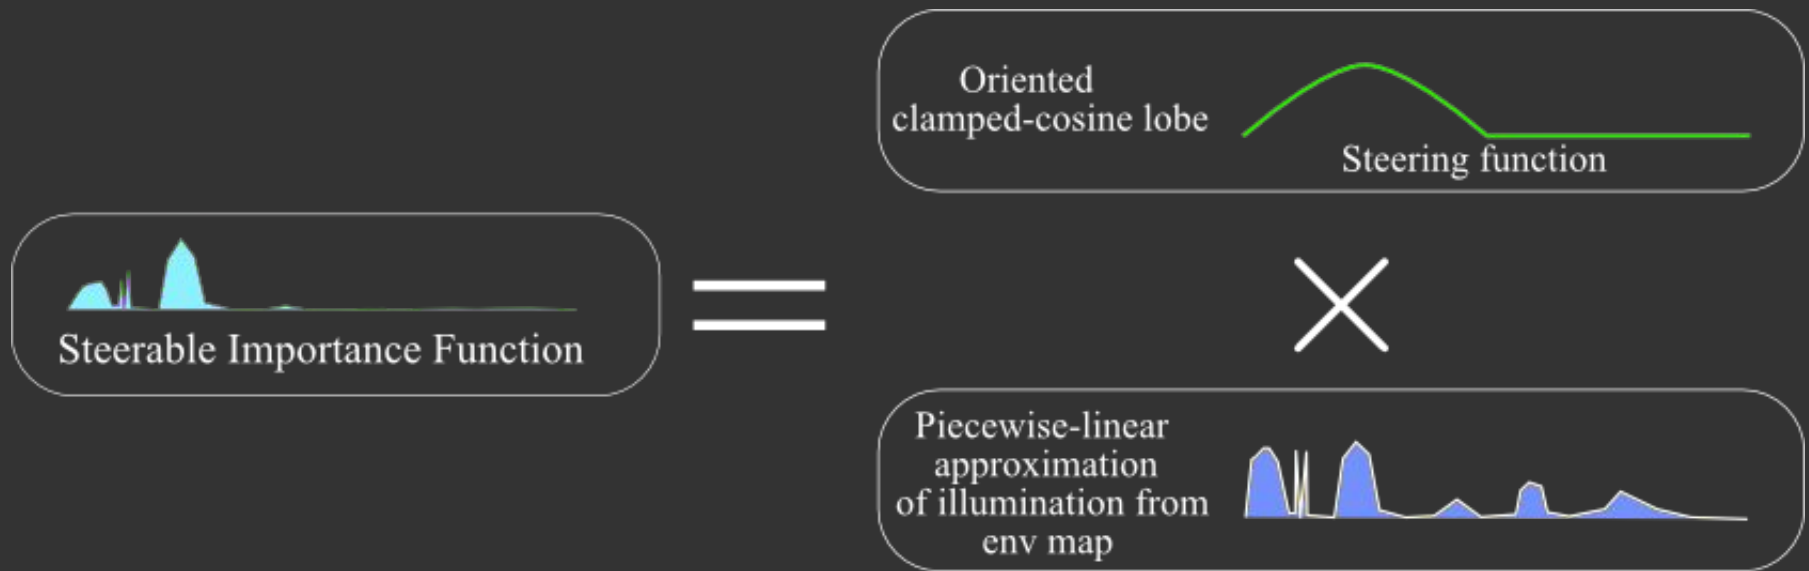 Oriented
clamped-cosine lobe
Steering function
Steerable Importance Function
Piecewise-linear
approximation
of illumination from
env map